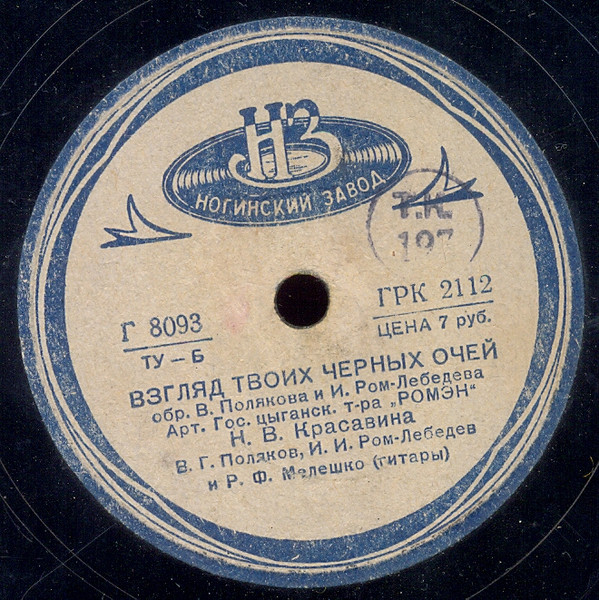 НЗ
НОГИНСКИЙ ЗАВОД
Т.К.
197
Г 8093
ТУ – Б
ГРК 2112
ЦЕНА 7 руб.
ВЗГЛЯД ТВОИХ ЧЕРНЫХ ОЧЕЙ
обр. В. Полякова и И. Ром-Лебедева
Арт. Гос. цыганск. т-ра „РОМЭН"
Н. В. Красавина
В. Г. Поляков, И. И. Ром-Лебедев
и Р. Ф. Мелешко (гитары)